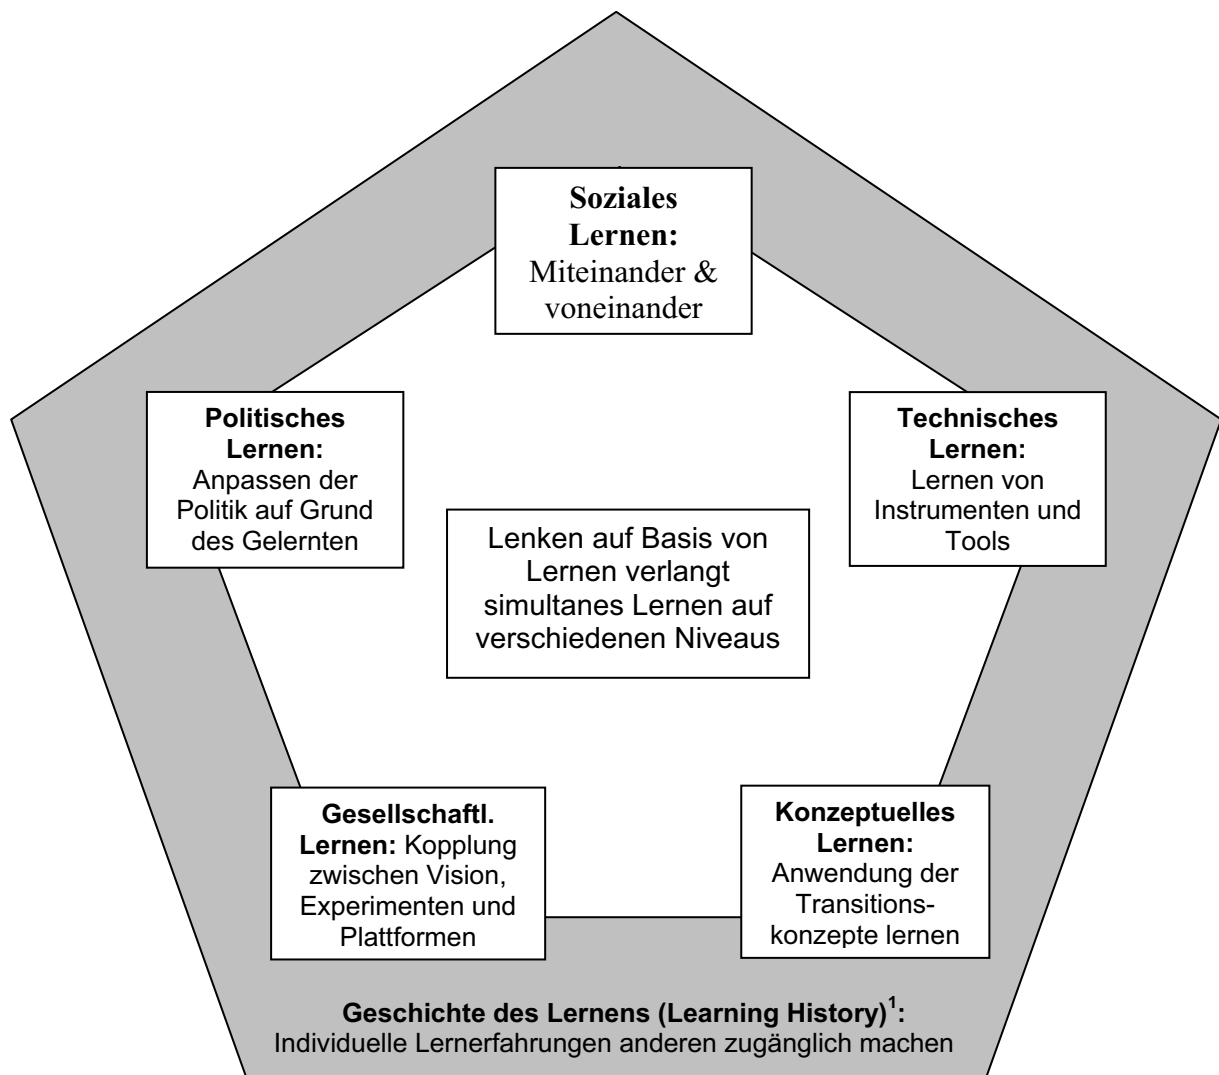 Soziales
Lernen:
Miteinander &
voneinander
Politisches
Lernen:
Anpassen der
Politik auf Grund
des Gelernten
Technisches
Lernen:
Lernen von
Instrumenten und
Tools
Lenken auf Basis von
Lernen verlangt
simultanes Lernen auf
verschiedenen Niveaus
Gesellschaftl.
Lernen: Kopplung
zwischen Vision,
Experimenten und
Plattformen
Konzeptuelles
Lernen:
Anwendung der
Transitions-
konzepte lernen
Geschichte des Lernens (Learning History)¹:
Individuelle Lernerfahrungen anderen zugänglich machen